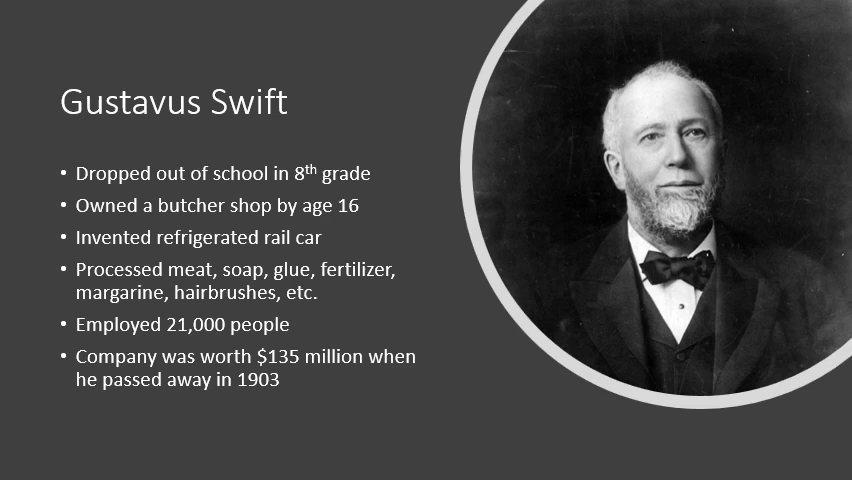 Gustavus Swift
• Dropped out of school in 8th grade
• Owned a butcher shop by age 16
• Invented refrigerated rail car
• Processed meat, soap, glue, fertilizer,
margarine, hairbrushes, etc.
• Employed 21,000 people
• Company was worth $135 million when
he passed away in 1903